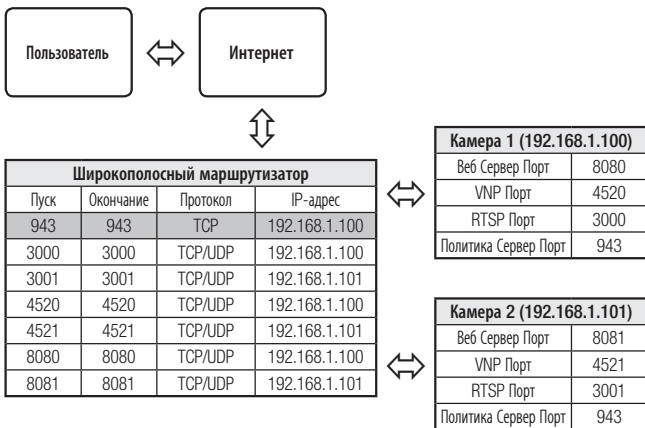 Пользователь
Интернет
Широкополосный маршрутизатор
Пуск Окончание Протокол IP-адрес
943 943 TCP 192.168.1.100
3000 3000 TCP/UDP 192.168.1.100
3001 3001 TCP/UDP 192.168.1.101
4520 4520 TCP/UDP 192.168.1.100
4521 4521 TCP/UDP 192.168.1.101
8080 8080 TCP/UDP 192.168.1.100
8081 8081 TCP/UDP 192.168.1.101
Камера 1 (192.168.1.100)
Веб Сервер Порт 8080
VNP Порт 4520
RTSP Порт 3000
Политика Сервер Порт 943
Камера 2 (192.168.1.101)
Веб Сервер Порт 8081
VNP Порт 4521
RTSP Порт 3001
Политика Сервер Порт 943